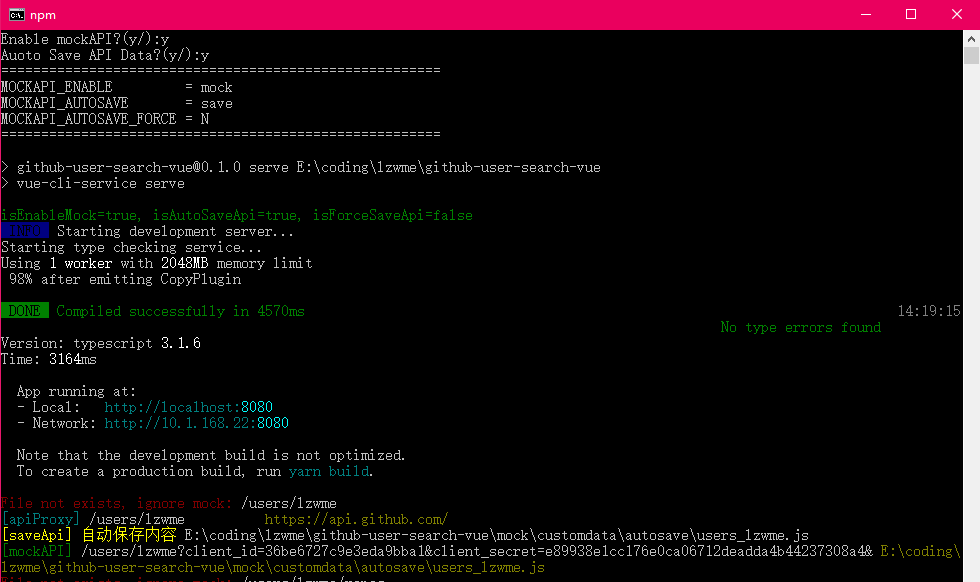 npm
Enable mockAPI?(y/):y
Auoto Save API Data?(y/):y
=======================================================
MOCKAPI_ENABLE = mock
MOCKAPI_AUTOSAVE = save
MOCKAPI_AUTOSAVE_FORCE = N
=======================================================
> github-user-search-vue@0.1.0 serve E:\coding\lzwme\github-user-search-vue
> vue-cli-service serve
isEnableMock=true, isAutoSaveApi=true, isForceSaveApi=false
INFO Starting development server...
Starting type checking service...
Using 1 worker with 2048MB memory limit
98% after emitting CopyPlugin
DONE Compiled successfully in 4570ms 14:19:15
No type errors found
Version: typescript 3.1.6
Time: 3164ms
App running at:
- Local: http://localhost:8080
- Network: http://10.1.168.22:8080
Note that the development build is not optimized.
To create a production build, run yarn build.
File not exists, ignore mock: /users/lzwme
[apiProxy] /users/lzwme https://api.github.com/
[saveApi] 自动保存内容 E:\coding\lzwme\github-user-search-vue\mock\customdata\autosave\users_lzwme.js
[mockAPI] /users/lzwme?client_id=36be6727c9e3eda9bba1&client_secret=e89938e1cc176e0ca06712deadda4b44237308a4& E:\coding\
lzwme\github-user-search-vue\mock\customdata\autosave\users_lzwme.js